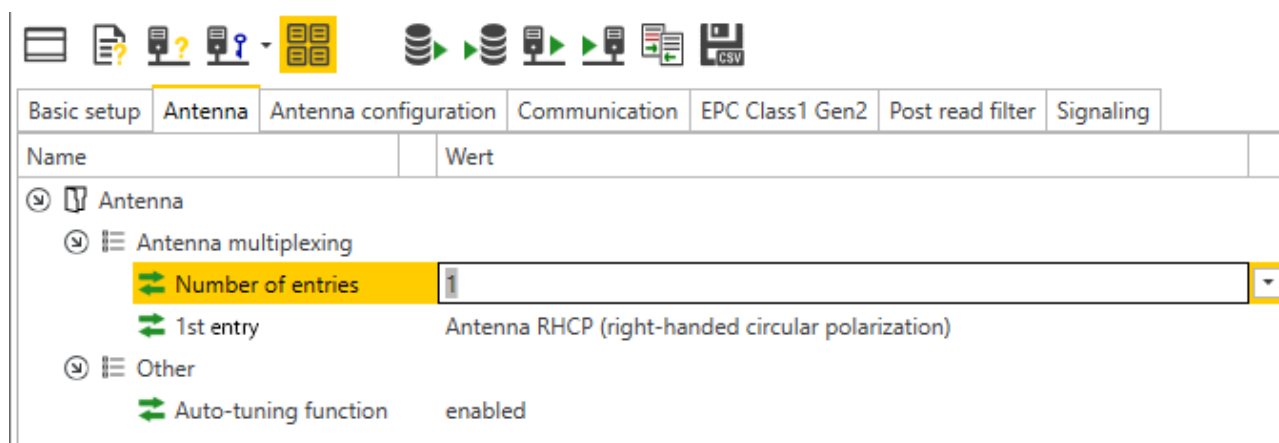 ? ? CSV
Basic setup Antenna Antenna configuration Communication EPC Class1 Gen2 Post read filter Signaling
Name Wert
Antenna
Antenna multiplexing
Number of entries 1
1st entry Antenna RHCP (right-handed circular polarization)
Other
Auto-tuning function enabled